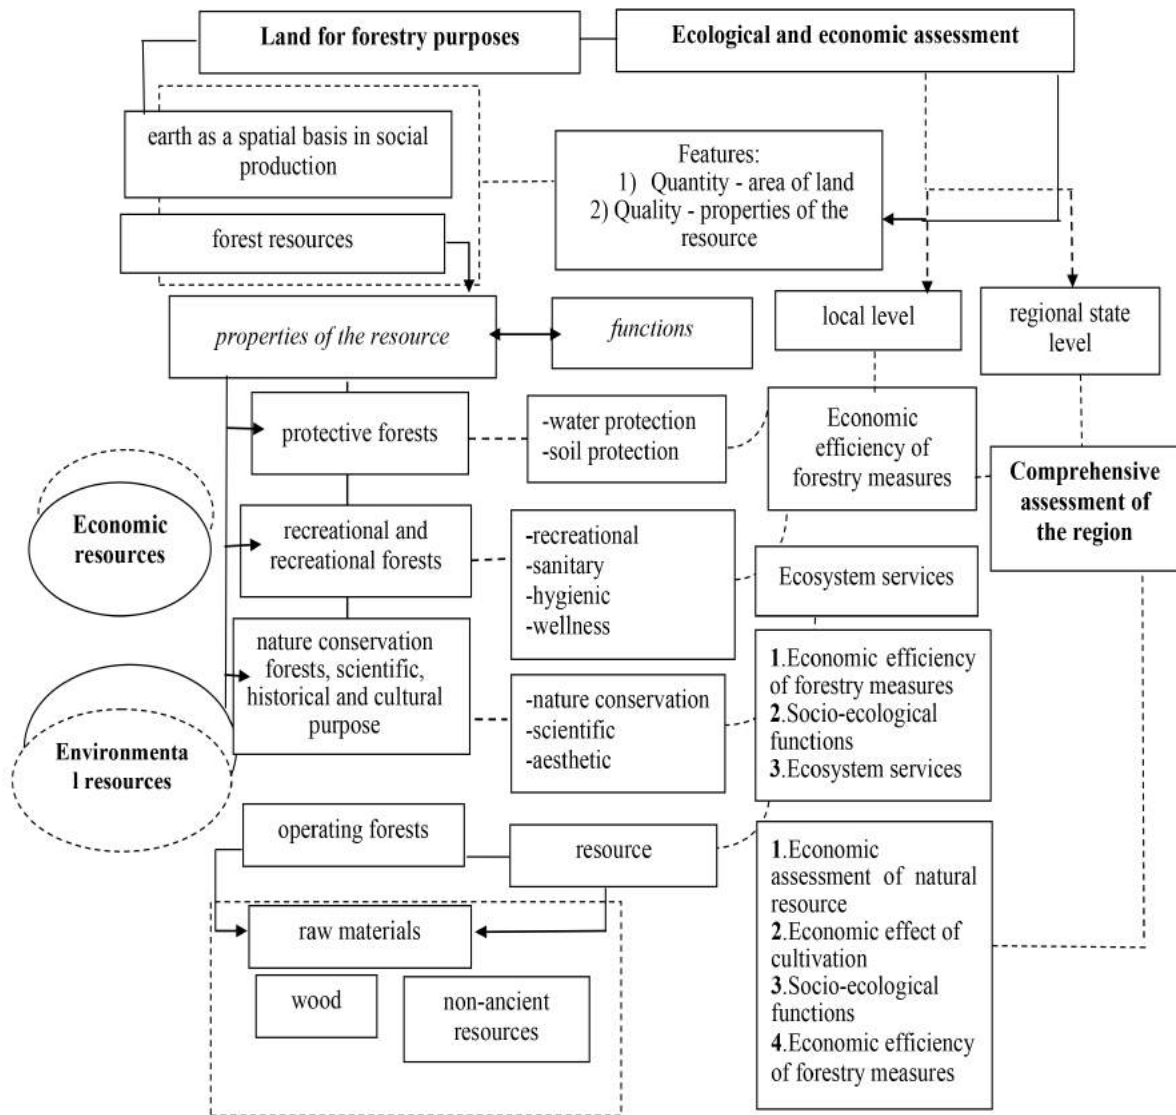 Land for forestry purposes
Ecological and economic assessment
earth as a spatial basis in social
production
Features:
1) Quantity - area of land
2) Quality - properties of the
resource
forest resources
properties of the resource
functions
local level
regional state
level
protective forests
-water protection
-soil protection
Economic
efficiency of
forestry measures
Comprehensive
assessment of
the region
Economic
resources
recreational and
recreational forests
-recreational
-sanitary
-hygienic
-wellness
Ecosystem services
nature conservation
forests, scientific,
historical and cultural
purpose
-nature conservation
-scientific
-aesthetic
1.Economic efficiency
of forestry measures
2.Socio-ecological
functions
3.Ecosystem services
Environmenta
l resources
operating forests
resource
1.Economic
assessment of natural
resource
2.Economic effect of
cultivation
3.Socio-ecological
functions
4.Economic efficiency
of forestry measures
raw materials
wood
non-ancient
resources